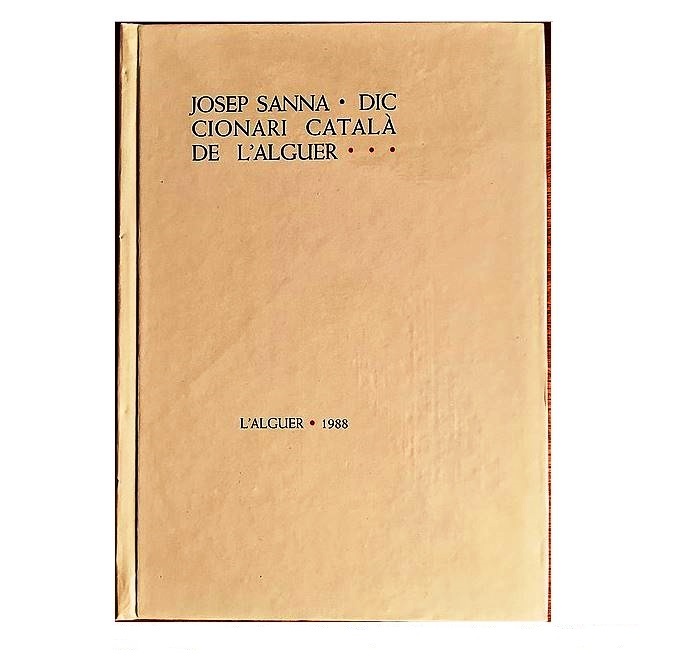 JOSEP SANNA • DIC
CIONARI CATALÀ
DE L'ALGUER • • •
L'ALGUER • 1988